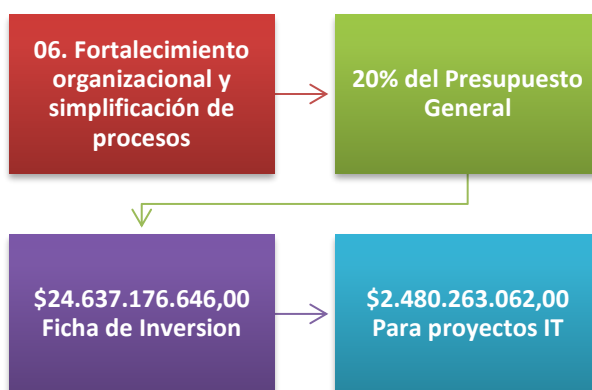 06. Fortalecimiento
organizacional y
simplificación de
procesos
20% del Presupuesto
General
$24.637.176.646,00
Ficha de Inversion
$2.480.263.062,00
Para proyectos IT